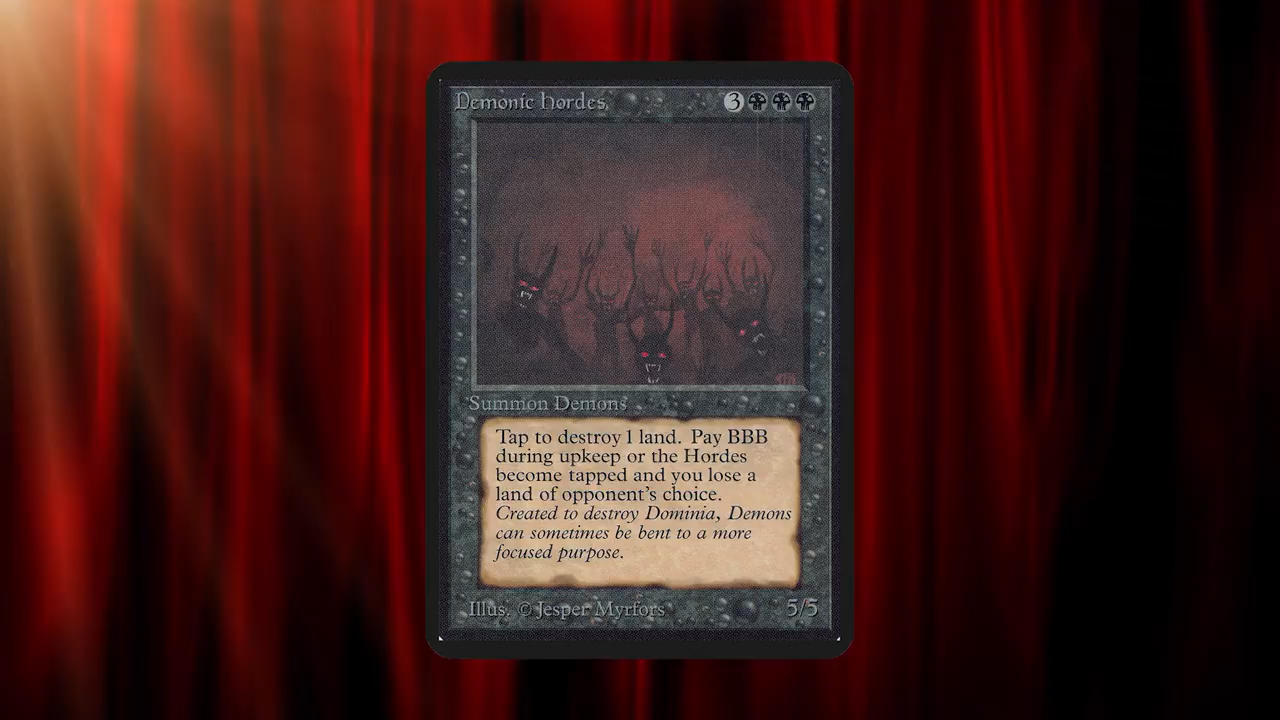 Demonic Hordes 3
Summon Demons
Tap to destroy 1 land. Pay BBB
during upkeep or the Hordes
become tapped and you lose a
land of opponent's choice.
Created to destroy Dominia, Demons
can sometimes be bent to a more
focused purpose.
Illus. © Jesper Myrfors 5/5